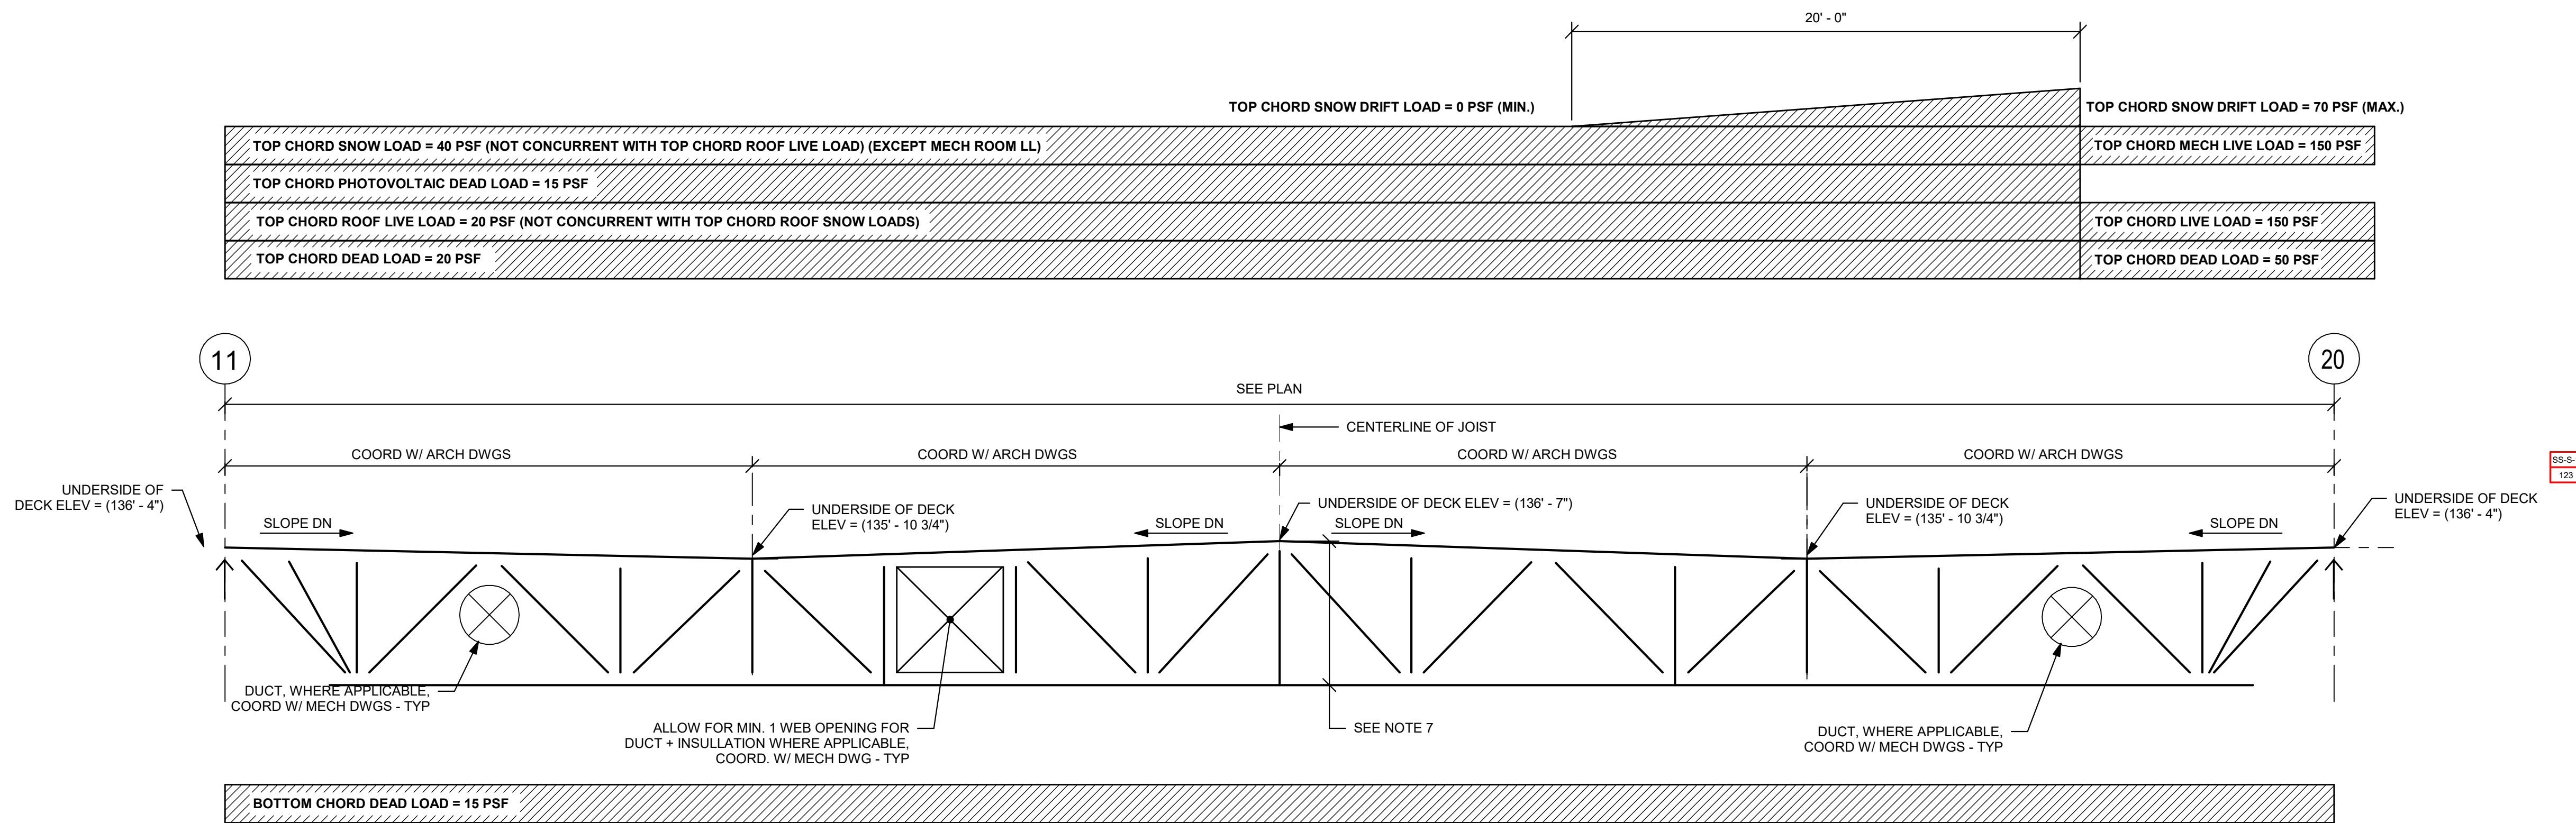 20' - 0"
TOP CHORD SNOW DRIFT LOAD = 0 PSF (MIN.)
TOP CHORD SNOW DRIFT LOAD = 70 PSF (MAX.)
TOP CHORD SNOW LOAD = 40 PSF (NOT CONCURRENT WITH TOP CHORD ROOF LIVE LOAD) (EXCEPT MECH ROOM LL)
TOP CHORD MECH LIVE LOAD = 150 PSF
TOP CHORD PHOTOVOLTAIC DEAD LOAD = 15 PSF
TOP CHORD ROOF LIVE LOAD = 20 PSF (NOT CONCURRENT WITH TOP CHORD ROOF SNOW LOADS)
TOP CHORD LIVE LOAD = 150 PSF
TOP CHORD DEAD LOAD = 20 PSF
TOP CHORD DEAD LOAD = 50 PSF
11
20
SEE PLAN
CENTERLINE OF JOIST
COORD W/ ARCH DWGS
COORD W/ ARCH DWGS
COORD W/ ARCH DWGS
COORD W/ ARCH DWGS
SS-S-
123
UNDERSIDE OF
DECK ELEV = (136' - 4")
UNDERSIDE OF DECK
ELEV = (135' - 10 3/4")
UNDERSIDE OF DECK ELEV = (136' - 7")
UNDERSIDE OF DECK
ELEV = (135' - 10 3/4")
UNDERSIDE OF DECK
ELEV = (136' - 4")
SLOPE DN
SLOPE DN
SLOPE DN
SLOPE DN
DUCT, WHERE APPLICABLE,
COORD W/ MECH DWGS - TYP
ALLOW FOR MIN. 1 WEB OPENING FOR
DUCT + INSULLATION WHERE APPLICABLE,
COORD. W/ MECH DWG - TYP
SEE NOTE 7
DUCT, WHERE APPLICABLE,
COORD W/ MECH DWGS - TYP
BOTTOM CHORD DEAD LOAD = 15 PSF